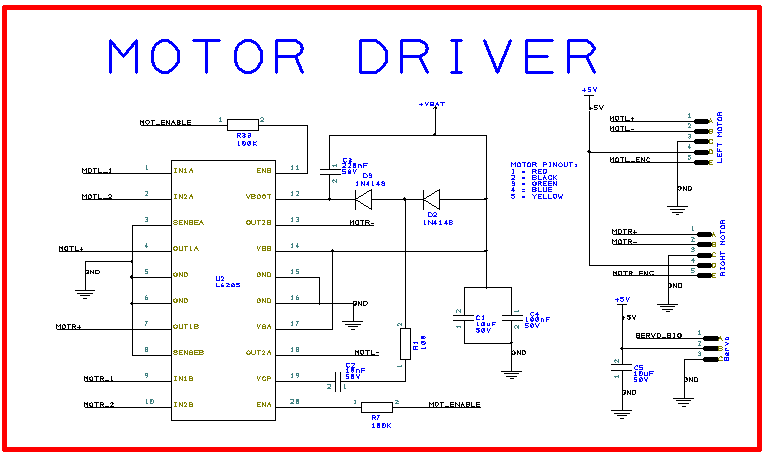 MOTOR DRIVER
+VBAT
+5V
+5V
MOT_ENABLE
1
2
R33
100K
MOTL_1
1
IN1A
ENB
11
MOTL_2
2
IN2A
VBOOT
12
3
SENSEA
OUT2B
13
MOTR-
MOTL+
4
OUT1A
VBB
14
GND
5
GND
GND
15
6
GND
GND
16
GND
MOTR+
7
OUT1B
VBA
17
8
SENSEB
OUT2A
18
MOTL-
MOTR_1
9
IN1B
VCP
19
MOTR_2
10
IN2B
ENA
20
U2
L6205
1
2
C3
220nF
50V
D3
1N4148
D2
1N4148
2
1
R1
2
1
C2
10nF
50V
1
2
R7
100K
MOT_ENABLE
MOTOR PINOUT:
1 = RED
2 = BLACK
3 = GREEN
4 = BLUE
5 = YELLOW
2
1
C1
10uF
50V
2
1
C4
100nF
50V
GND
MOTL+
1
A
MOTL-
2
B
3
C
4
D
MOTL_ENC
5
E
GND
LEFT MOTOR
MOTR+
1
A
MOTR-
2
B
3
C
4
D
MOTR_ENC
5
E
GND
RIGHT MOTOR
+5V
+5V
SERVO_SIG
1
A
2
B
3
C
Servo
2
1
C5
10uF
50V
GND
GND